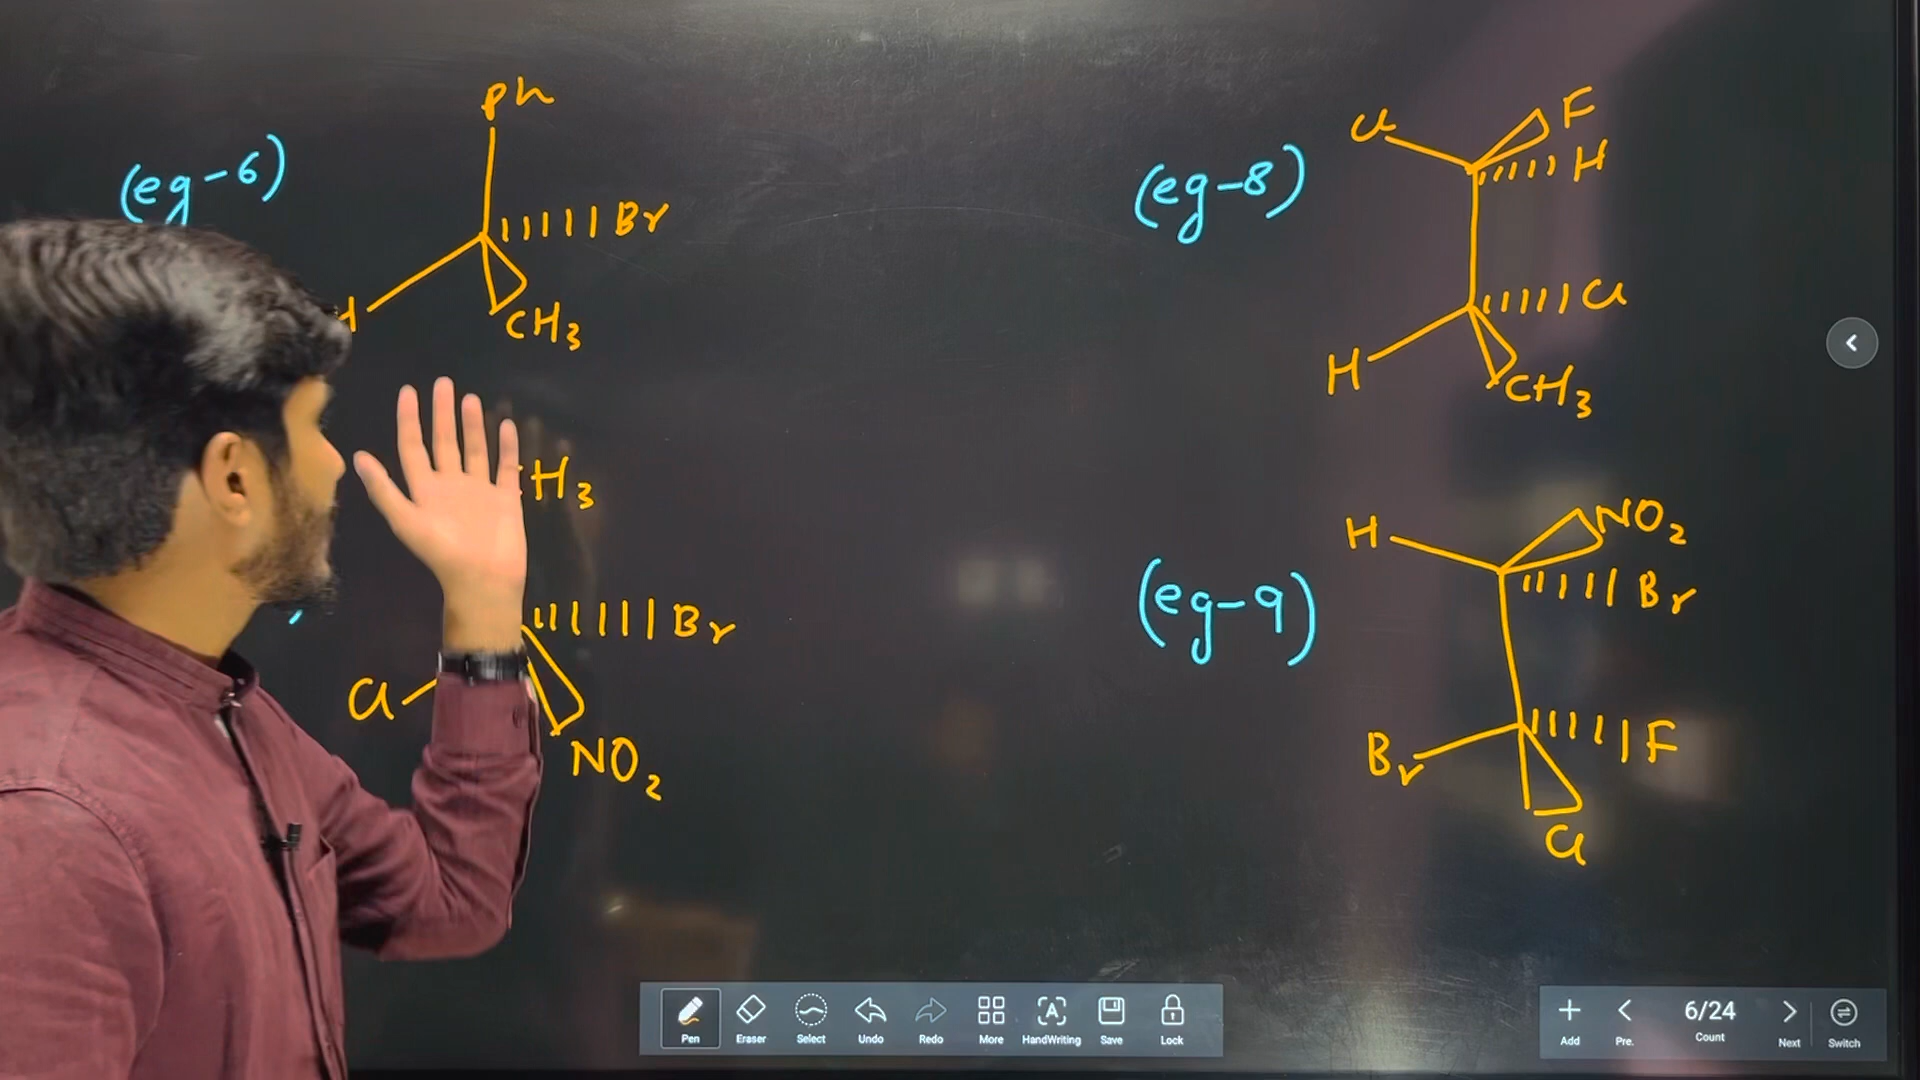 (eg-6)
Ph
Br
H
CH3
H3
Br
Cl
NO2
(eg-8)
Cl
F
H
Cl
H
CH3
(eg-9)
H
NO2
Br
F
Br
Cl
Pen Eraser Select Undo Redo More HandWriting Save Lock
6/24
Add Pre. Count Next Switch